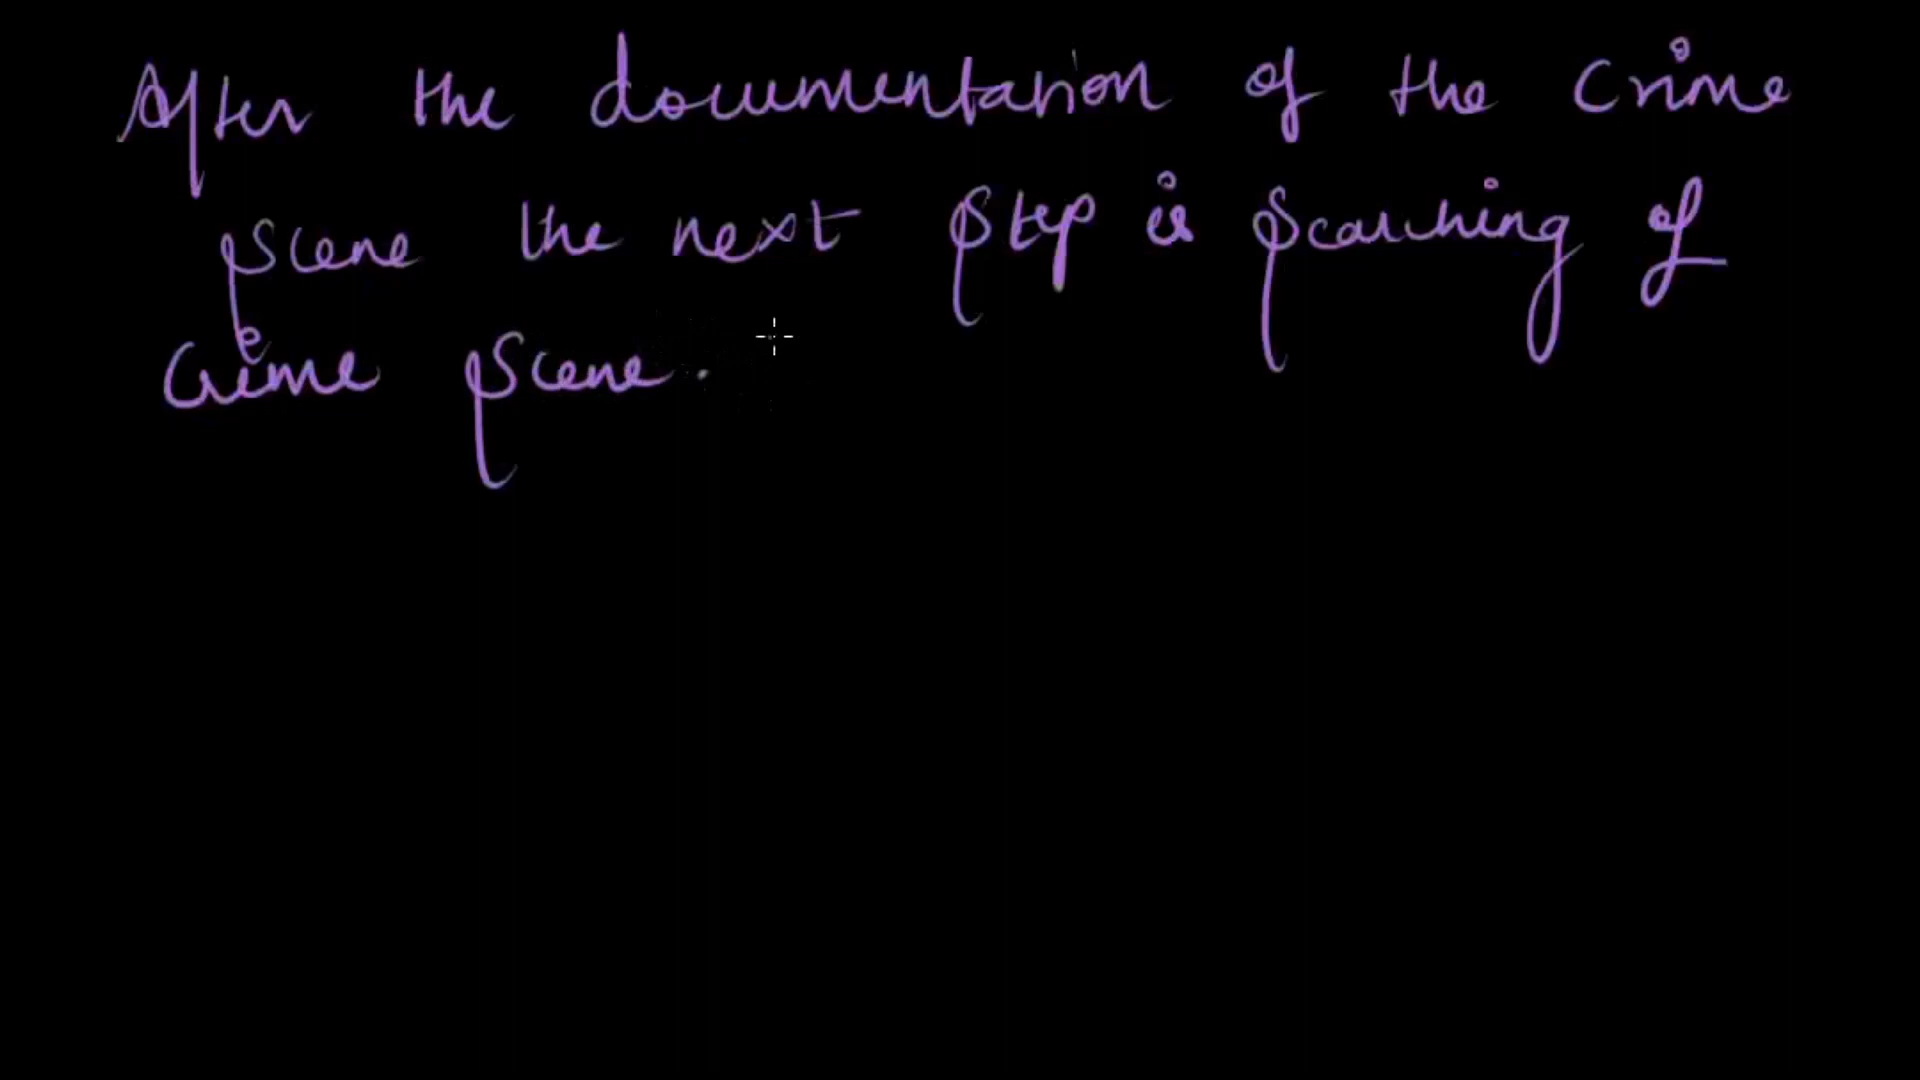 After the documentation of the Crime
Scene the next Step is Searching of
Crime Scene.